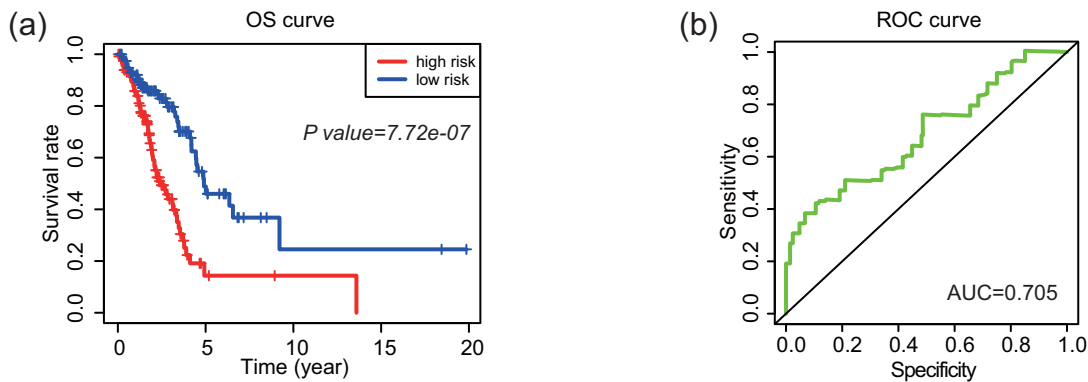 (a)
OS curve
high risk
low risk
P value=7.72e-07
Survival rate
1.0
0.8
0.6
0.4
0.2
0.0
0 5 10 15 20
Time (year)
(b)
ROC curve
Sensitivity
1.0
0.8
0.6
0.4
0.2
0.0
AUC=0.705
0.0 0.2 0.4 0.6 0.8 1.0
Specificity